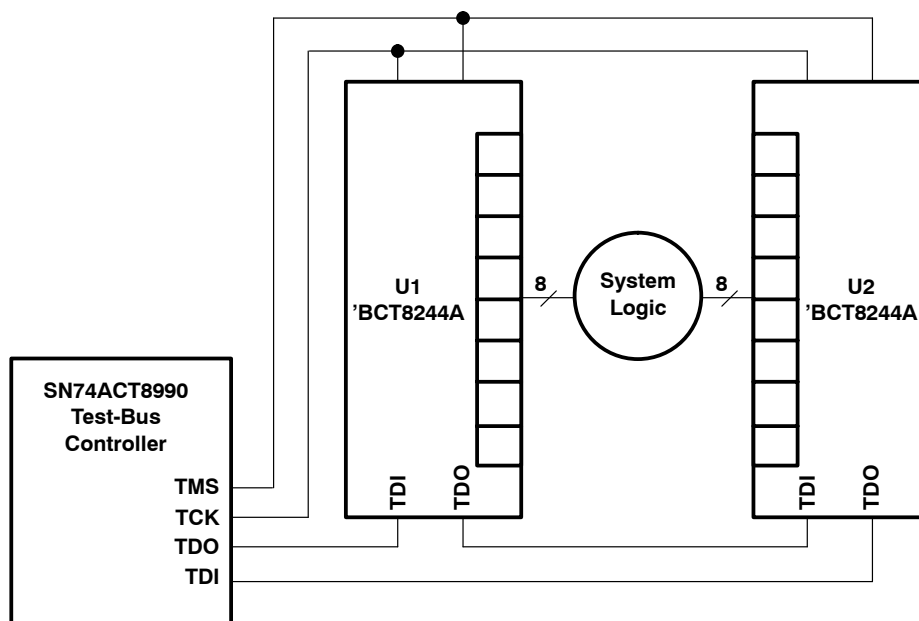 U1
’BCT8244A
8
System
Logic
8
U2
’BCT8244A
SN74ACT8990
Test-Bus
Controller
TMS
TCK
TDO
TDI
TDI
TDO
TDI
TDO